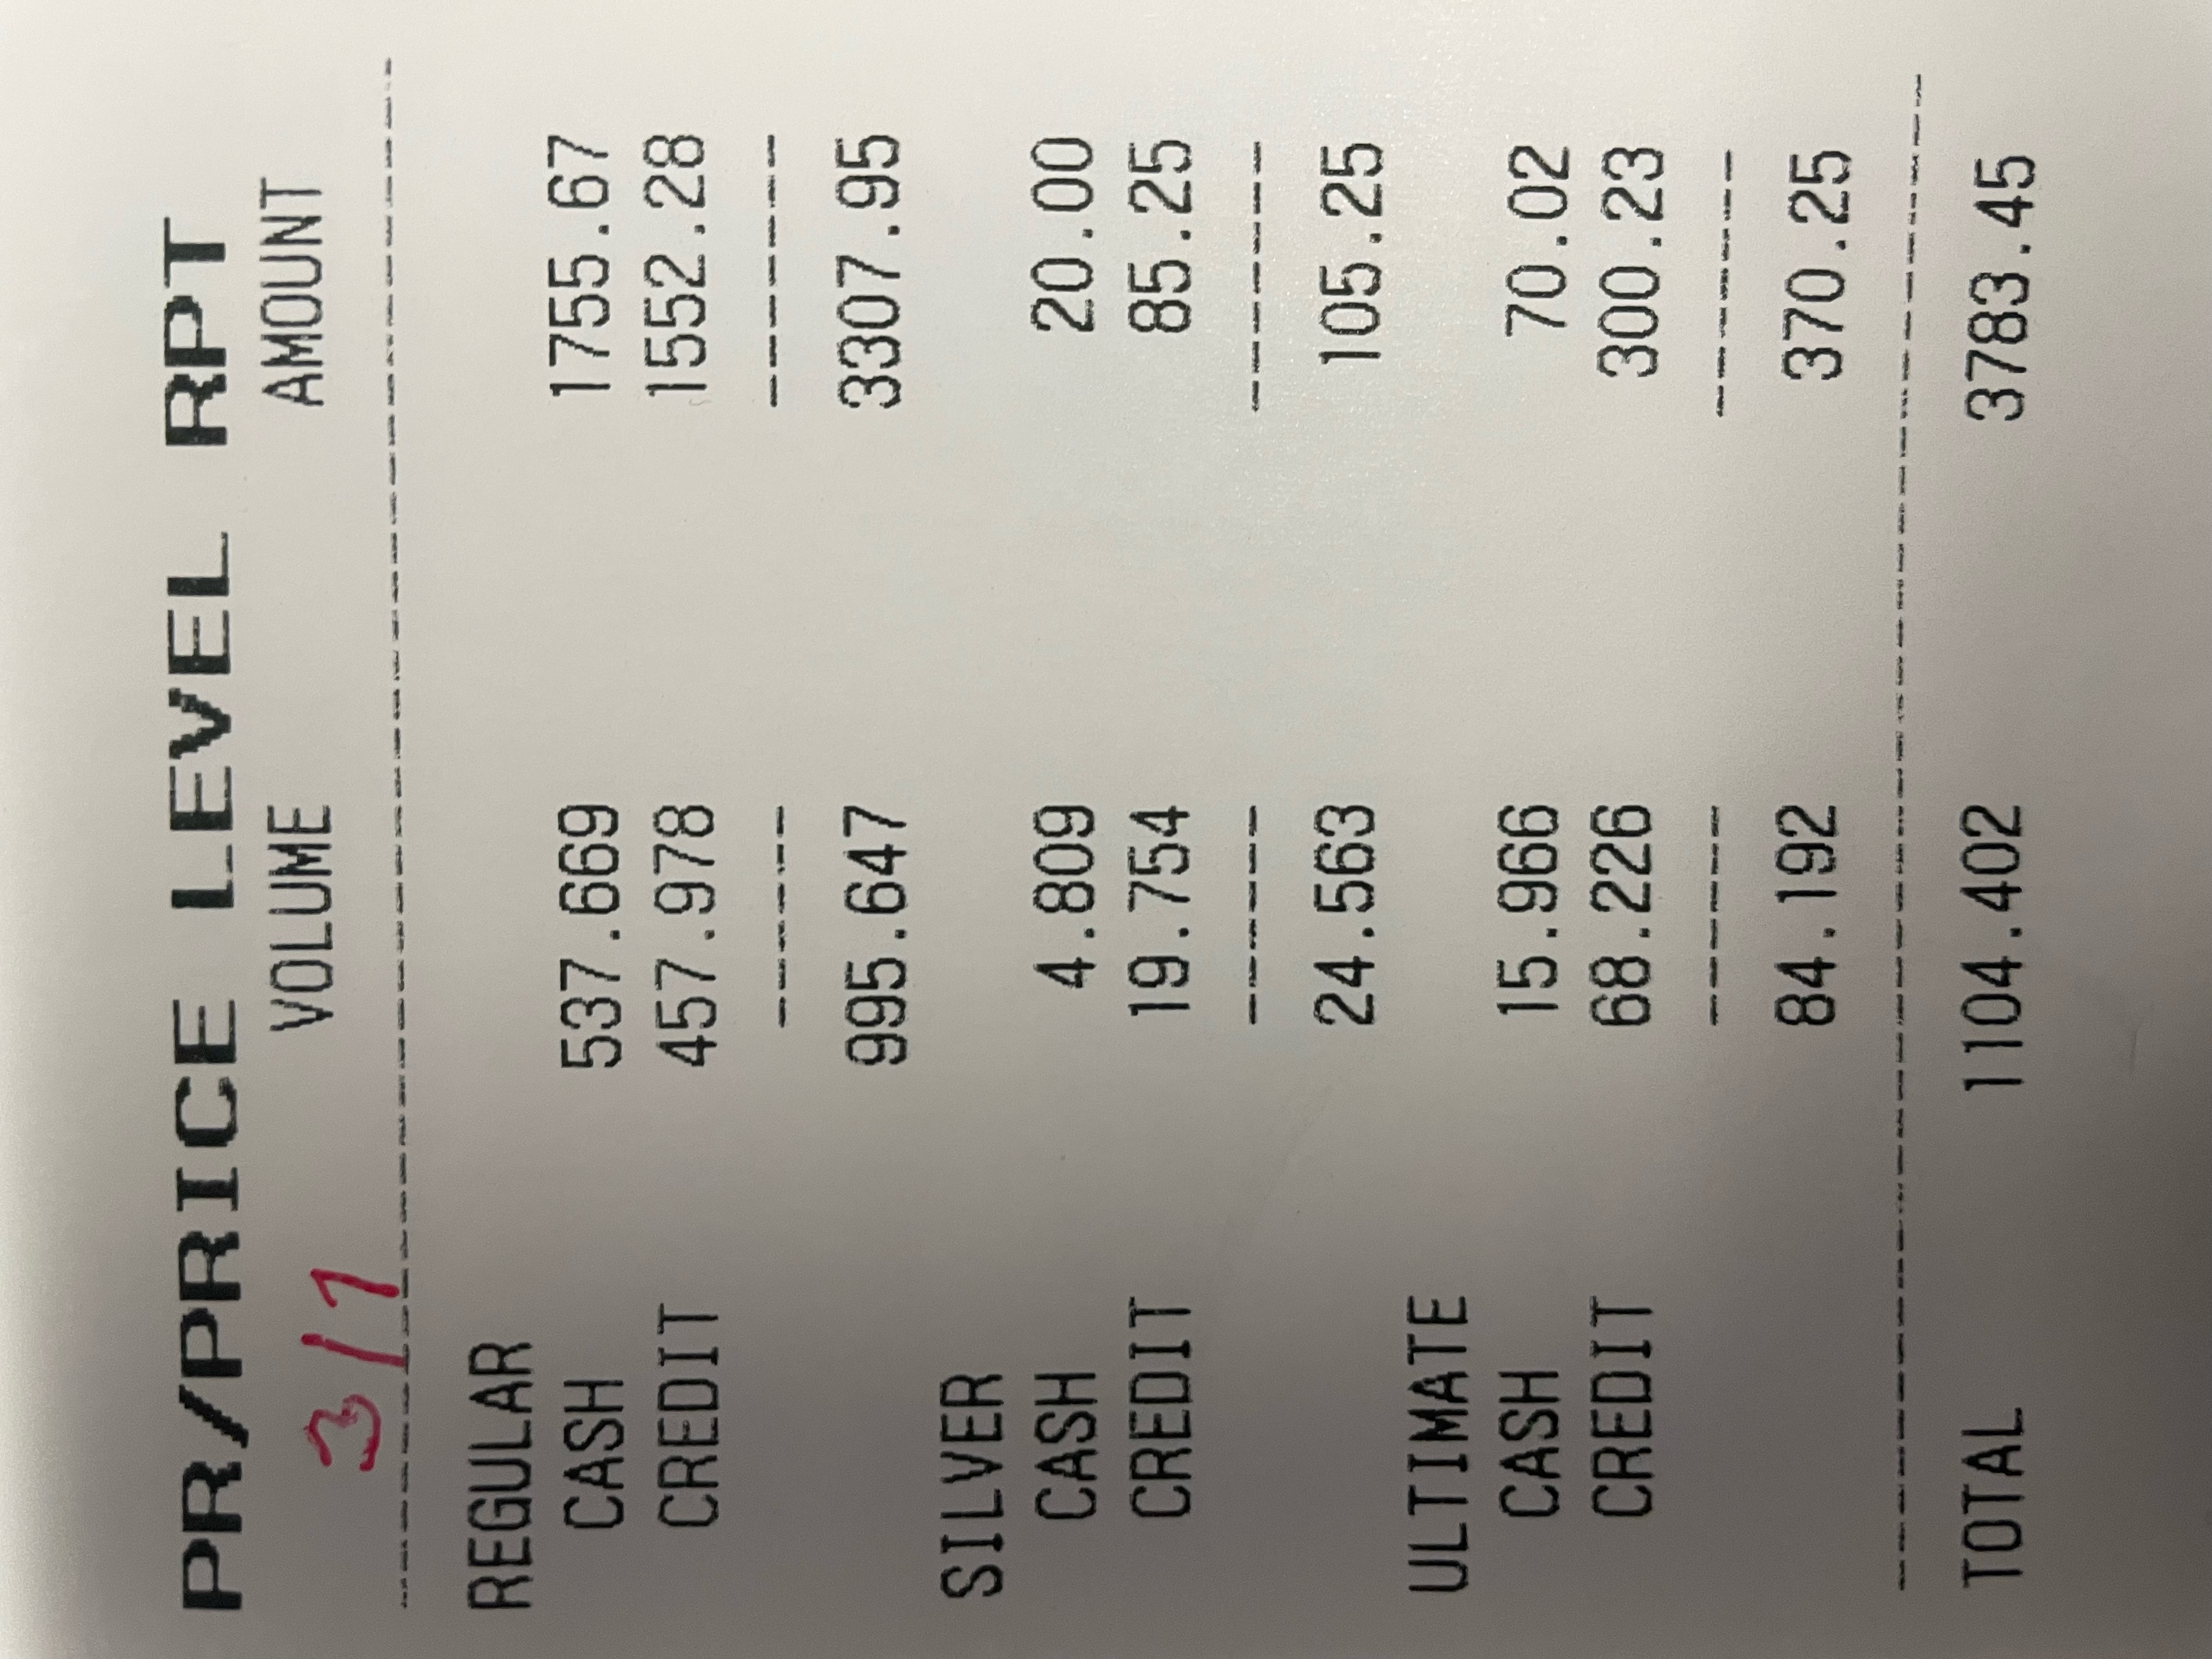 PR/PRICE LEVEL RPT
VOLUME AMOUNT
3/1
REGULAR
CASH 537.669 1755.67
CREDIT 457.978 1552.28
995.647 3307.95
SILVER
CASH 4.809 20.00
CREDIT 19.754 85.25
24.563 105.25
ULTIMATE
CASH 15.966 70.02
CREDIT 68.226 300.23
84.192 370.25
TOTAL 1104.402 3783.45